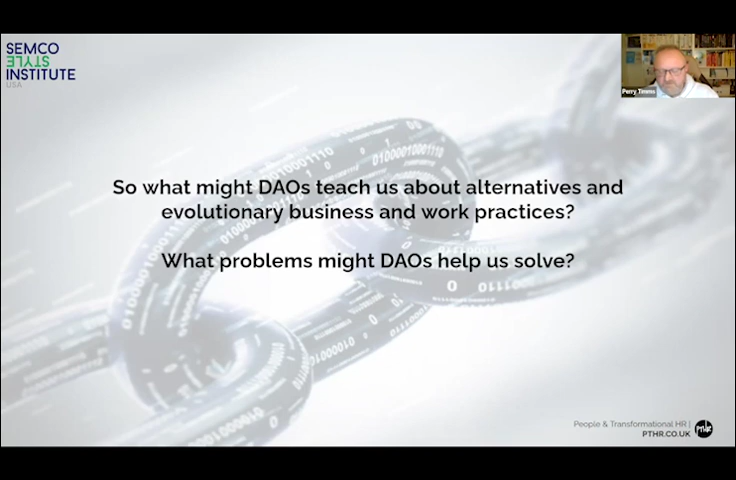 SEMCO
STYLE
INSTITUTE
USA
Perry Timms
So what might DAOs teach us about alternatives and
evolutionary business and work practices?
What problems might DAOs help us solve?
People & Transformational HR |
PTHR.CO.UK
PTHR